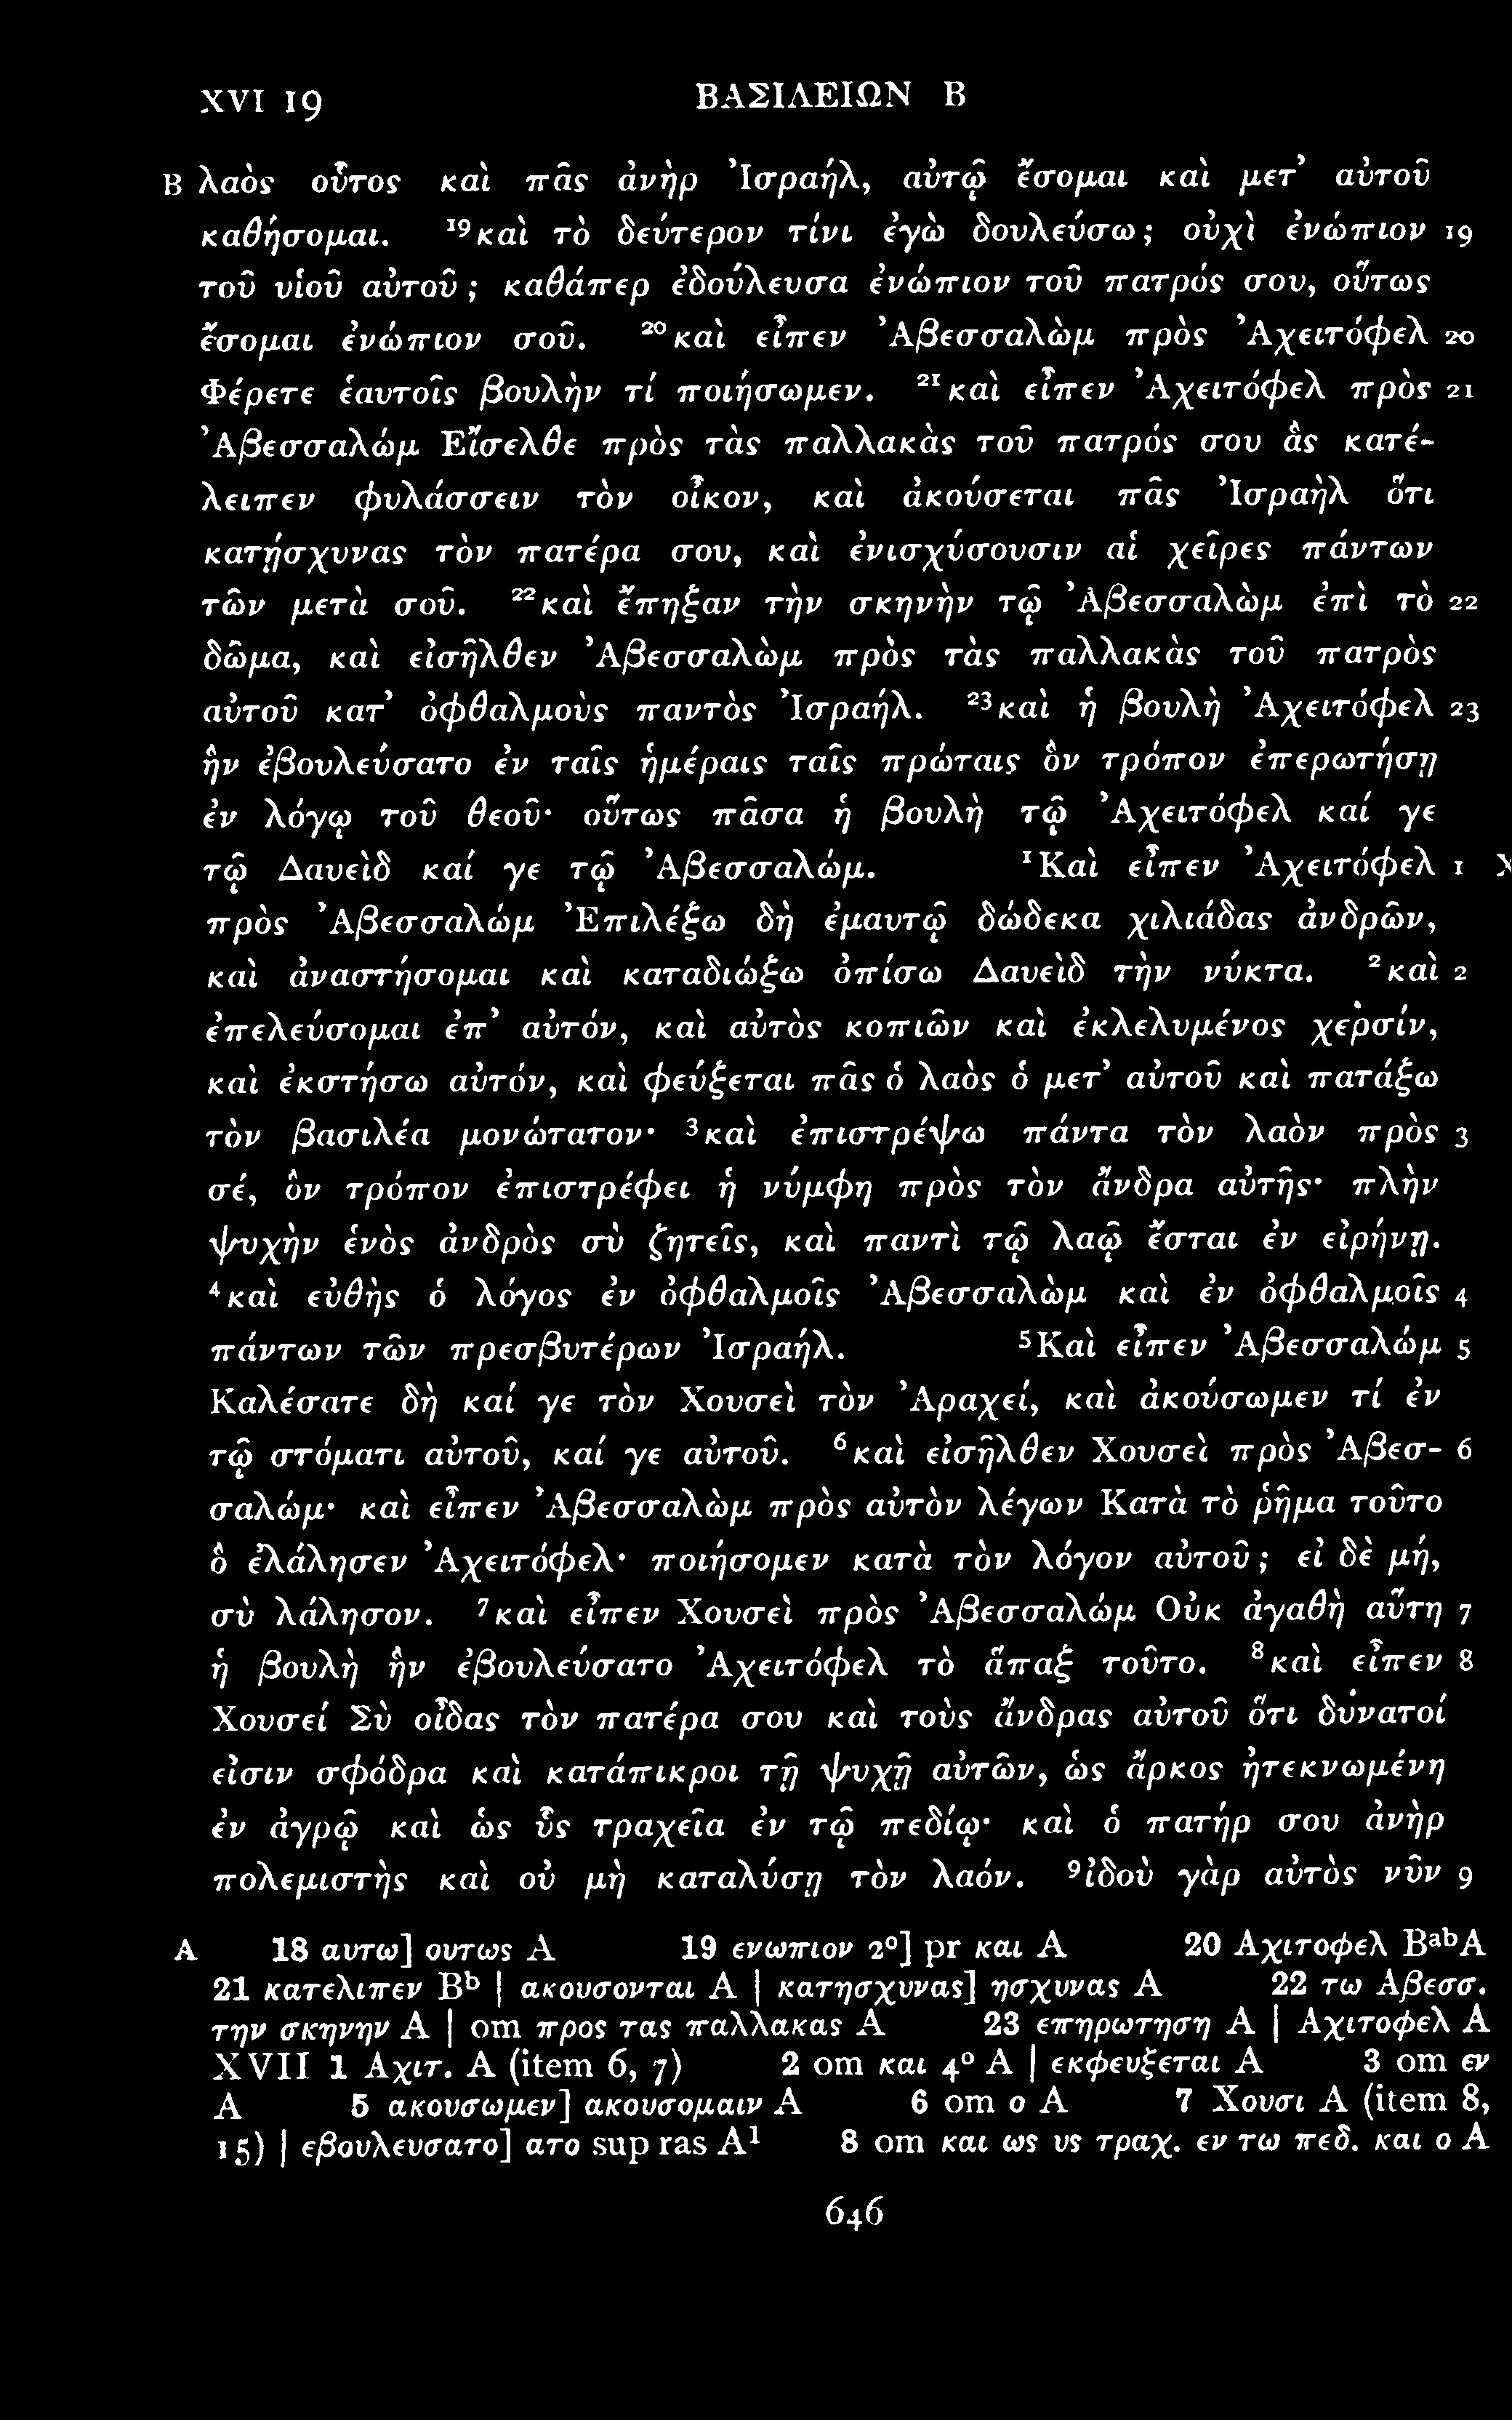 XVI 19 ΒΑΣΙΛΕΙΩΝ Β
B λαὸς οὗτος καὶ πᾶς ἀνὴρ Ἰσραήλ, αὐτῷ ἔσομαι καὶ μετ᾽ αὐτοῦ
καθήσομαι. ¹⁹καὶ τὸ δεύτερον τίνι ἐγὼ δουλεύσω; οὐχὶ ἐνώπιον 19
τοῦ υἱοῦ αὐτοῦ; καθάπερ ἐδούλευσα ἐνώπιον τοῦ πατρός σου, οὕτως
ἔσομαι ἐνώπιον σοῦ. ²⁰καὶ εἶπεν Ἀβεσσαλὼμ πρὸς Ἀχειτόφελ 20
Φέρετε ἑαυτοῖς βουλὴν τί ποιήσωμεν. ²¹καὶ εἶπεν Ἀχειτόφελ πρὸς 21
Ἀβεσσαλώμ Εἴσελθε πρὸς τὰς παλλακὰς τοῦ πατρός σου ἃς κατέ-
λειπεν φυλάσσειν τὸν οἶκον, καὶ ἀκούσεται πᾶς Ἰσραὴλ ὅτι
κατῄσχυνας τὸν πατέρα σου, καὶ ἐνισχύσουσιν αἱ χεῖρες πάντων
τῶν μετὰ σοῦ. ²²καὶ ἔπηξαν τὴν σκηνὴν τῷ Ἀβεσσαλὼμ ἐπὶ τὸ 22
δῶμα, καὶ εἰσῆλθεν Ἀβεσσαλὼμ πρὸς τὰς παλλακὰς τοῦ πατρὸς
αὐτοῦ κατ᾽ ὀφθαλμοὺς παντὸς Ἰσραήλ. ²³καὶ ἡ βουλὴ Ἀχειτόφελ 23
ἣν ἐβουλεύσατο ἐν ταῖς ἡμέραις ταῖς πρώταις ὃν τρόπον ἐπερωτήσῃ
ἐν λόγῳ τοῦ θεοῦ· οὕτως πᾶσα ἡ βουλὴ τῷ Ἀχειτόφελ καί γε
τῷ Δαυεὶδ καί γε τῷ Ἀβεσσαλώμ. ¹Καὶ εἶπεν Ἀχειτόφελ 1
πρὸς Ἀβεσσαλώμ Ἐπιλέξω δὴ ἐμαυτῷ δώδεκα χιλιάδας ἀνδρῶν,
καὶ ἀναστήσομαι καὶ καταδιώξω ὀπίσω Δαυεὶδ τὴν νύκτα. ²καὶ 2
ἐπελεύσομαι ἐπ᾽ αὐτόν, καὶ αὐτὸς κοπιῶν καὶ ἐκλελυμένος χερσίν,
καὶ ἐκστήσω αὐτόν, καὶ φεύξεται πᾶς ὁ λαὸς ὁ μετ᾽ αὐτοῦ καὶ πατάξω
τὸν βασιλέα μονώτατον· ³καὶ ἐπιστρέψω πάντα τὸν λαὸν πρὸς 3
σέ, ὃν τρόπον ἐπιστρέφει ἡ νύμφη πρὸς τὸν ἄνδρα αὐτῆς· πλὴν
ψυχὴν ἑνὸς ἀνδρὸς σὺ ζητεῖς, καὶ παντὶ τῷ λαῷ ἔσται ἐν εἰρήνῃ.
⁴καὶ εὐθὴς ὁ λόγος ἐν ὀφθαλμοῖς Ἀβεσσαλὼμ καὶ ἐν ὀφθαλμοῖς 4
πάντων τῶν πρεσβυτέρων Ἰσραήλ. ⁵Καὶ εἶπεν Ἀβεσσαλώμ 5
Καλέσατε δὴ καί γε τὸν Χουσεὶ τὸν Ἀραχεί, καὶ ἀκούσωμεν τί ἐν
τῷ στόματι αὐτοῦ, καί γε αὐτοῦ. ⁶καὶ εἰσῆλθεν Χουσεὶ πρὸς Ἀβεσ- 6
σαλώμ· καὶ εἶπεν Ἀβεσσαλὼμ πρὸς αὐτὸν λέγων Κατὰ τὸ ῥῆμα τοῦτο
ὃ ἐλάλησεν Ἀχειτόφελ· ποιήσομεν κατὰ τὸν λόγον αὐτοῦ; εἰ δὲ μή,
σὺ λάλησον. ⁷καὶ εἶπεν Χουσεὶ πρὸς Ἀβεσσαλώμ Οὐκ ἀγαθὴ αὕτη 7
ἡ βουλὴ ἣν ἐβουλεύσατο Ἀχειτόφελ τὸ ἅπαξ τοῦτο. ⁸καὶ εἶπεν 8
Χουσεί Σὺ οἶδας τὸν πατέρα σου καὶ τοὺς ἄνδρας αὐτοῦ ὅτι δυνατοί
εἰσιν σφόδρα καὶ κατάπικροι τῇ ψυχῇ αὐτῶν, ὡς ἄρκος ἠτεκνωμένη
ἐν ἀγρῷ καὶ ὡς ὗς τραχεῖα ἐν τῷ πεδίῳ· καὶ ὁ πατήρ σου ἀνὴρ
πολεμιστὴς καὶ οὐ μὴ καταλύσῃ τὸν λαόν. ⁹ἰδοὺ γὰρ αὐτὸς νῦν 9
A 18 αυτω] ουτως A 19 ενωπιον 2°] pr και A 20 Αχιτοφελ BᵃᵇA
21 κατελιπεν Bᵇ | ακουσονται A | κατησχυνας] ησχυνας A 22 τω Αβεσσ.
την σκηνην A | om προς τας παλλακας A 23 επηρωτηση A | Αχιτοφελ A
XVII 1 Αχιτ. A (item 6, 7) 2 om και 4° A | εκφευξεται A 3 om εν
A 5 ακουσωμεν] ακουσομαιν A 6 om ο A 7 Χουσι A (item 8,
15) | εβουλευσατο] ατο sup ras A¹ 8 om και ως υς τραχ. εν τω πεδ. και ο A
646